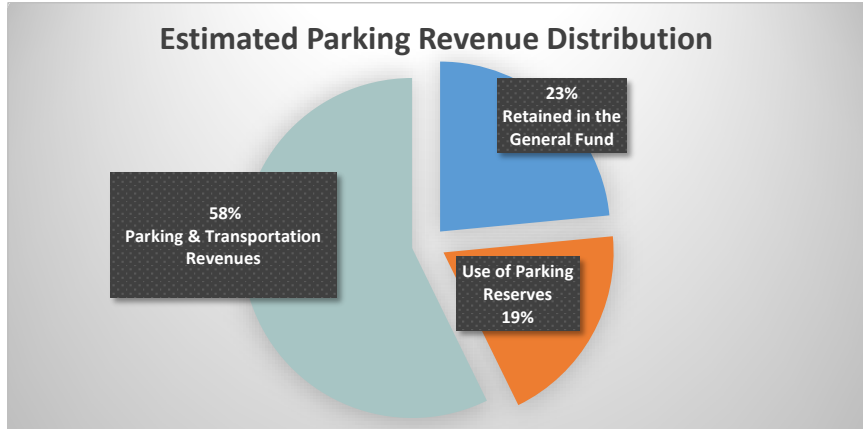 Estimated Parking Revenue Distribution
23%
Retained in the
General Fund
58%
Parking & Transportation
Revenues
Use of Parking
Reserves
19%